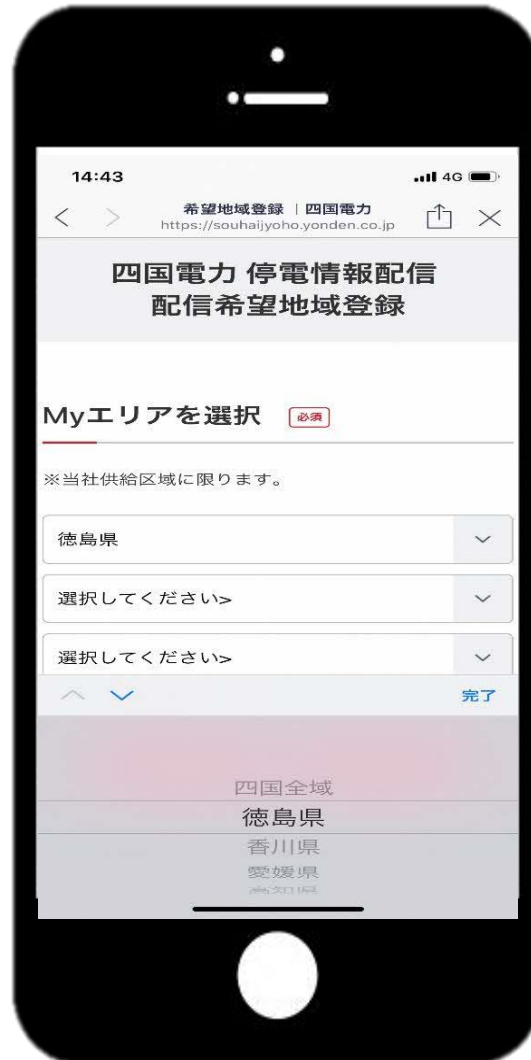 14:43
4G
希望地域登録 | 四国電力
https://souhaijyoho.yonden.co.jp
四国電力 停電情報配信
配信希望地域登録
Myエリアを選択 必須
※当社供給区域に限ります。
徳島県
選択してください>
選択してください>
完了
四国全域
徳島県
香川県
愛媛県
高知県